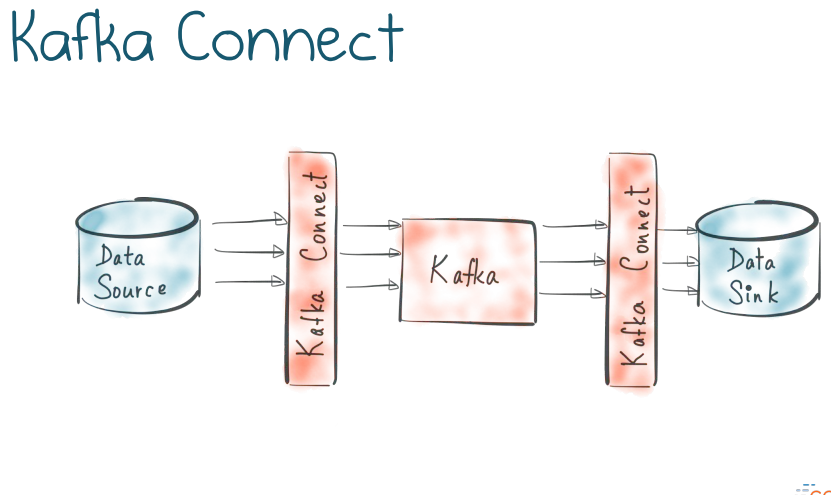 Kafka Connect
Data
Source
Kafka Connect
Kafka
Kafka Connect
Data
Sink